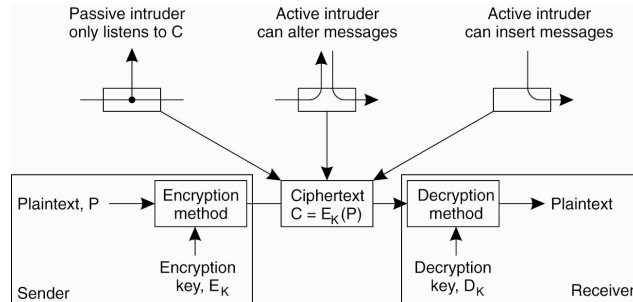 Passive intruder
only listens to C
Active intruder
can alter messages
Active intruder
can insert messages
Plaintext, P
Encryption
method
Ciphertext
C = E_K(P)
Decryption
method
Plaintext
Encryption
key, E_K
Decryption
key, D_K
Sender
Receiver